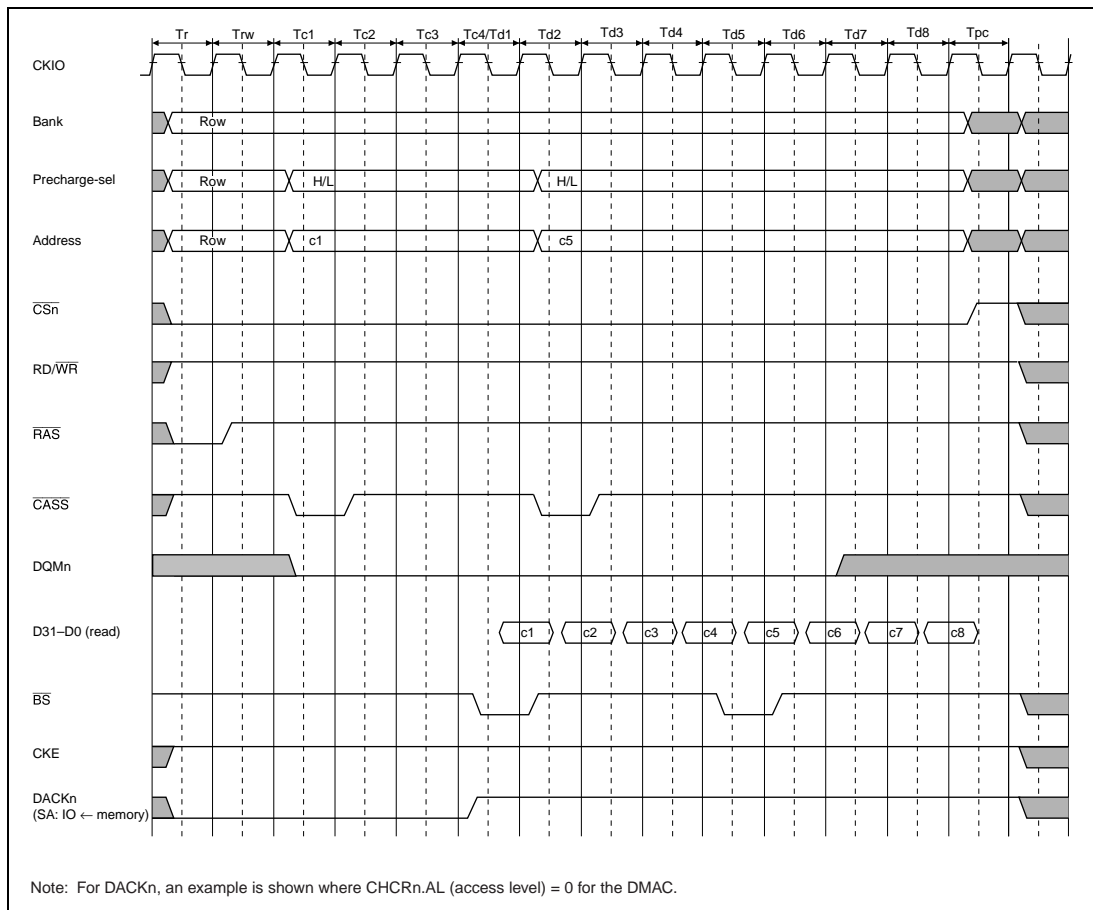 Tr Trw Tc1 Tc2 Tc3 Tc4/Td1 Td2 Td3 Td4 Td5 Td6 Td7 Td8 Tpc
CKIO
Bank Row
Precharge-sel Row H/L H/L
Address Row c1 c5
CSn
RD/WR
RAS
CASS
DQMn
D31–D0 (read) c1 c2 c3 c4 c5 c6 c7 c8
BS
CKE
DACKn
(SA: IO ← memory)
Note: For DACKn, an example is shown where CHCRn.AL (access level) = 0 for the DMAC.